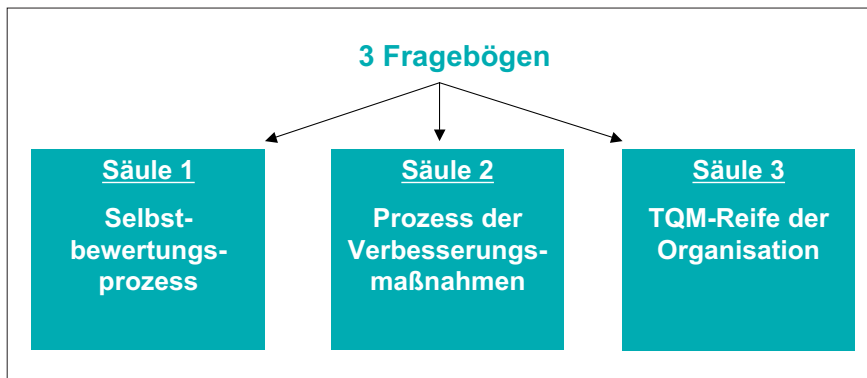 3 Fragebögen
Säule 1
Selbst-
bewertungs-
prozess
Säule 2
Prozess der
Verbesserungs-
maßnahmen
Säule 3
TQM-Reife der
Organisation